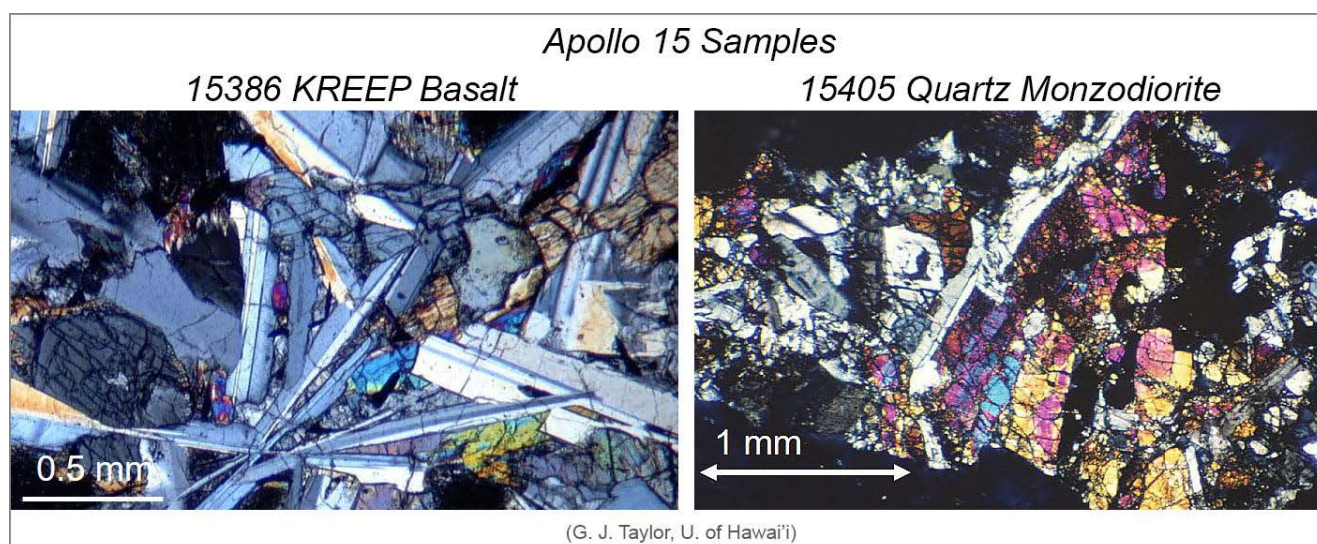 Apollo 15 Samples
15386 KREEP Basalt
15405 Quartz Monzodiorite
0.5 mm
1 mm
(G. J. Taylor, U. of Hawai'i)